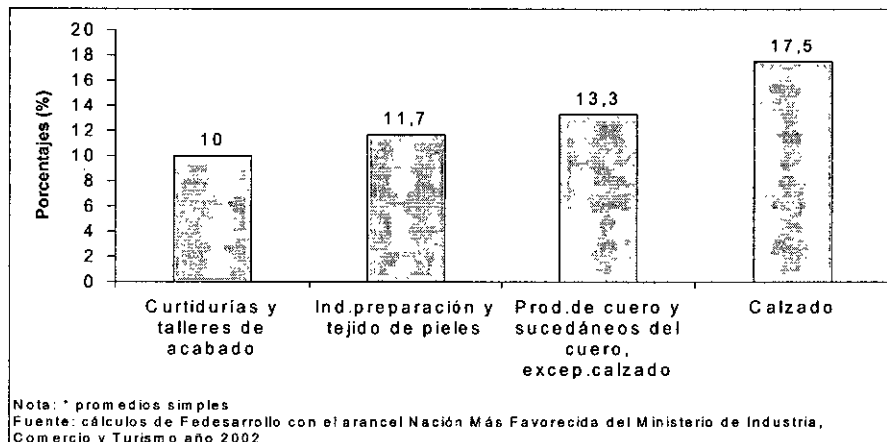 Porcentajes (%)
20
18
16
14
12
10
8
6
4
2
0
10
11,7
13,3
17,5
Curtidurías y
talleres de
acabado
Ind.preparación y
tejido de pieles
Prod.de cuero y
sucedáneos del
cuero,
excep.calzado
Calzado
Nota: * promedios simples
Fuente: cálculos de Fedesarrollo con el arancel Nación Más Favorecida del Ministerio de Industria,
Comercio y Turismo año 2002